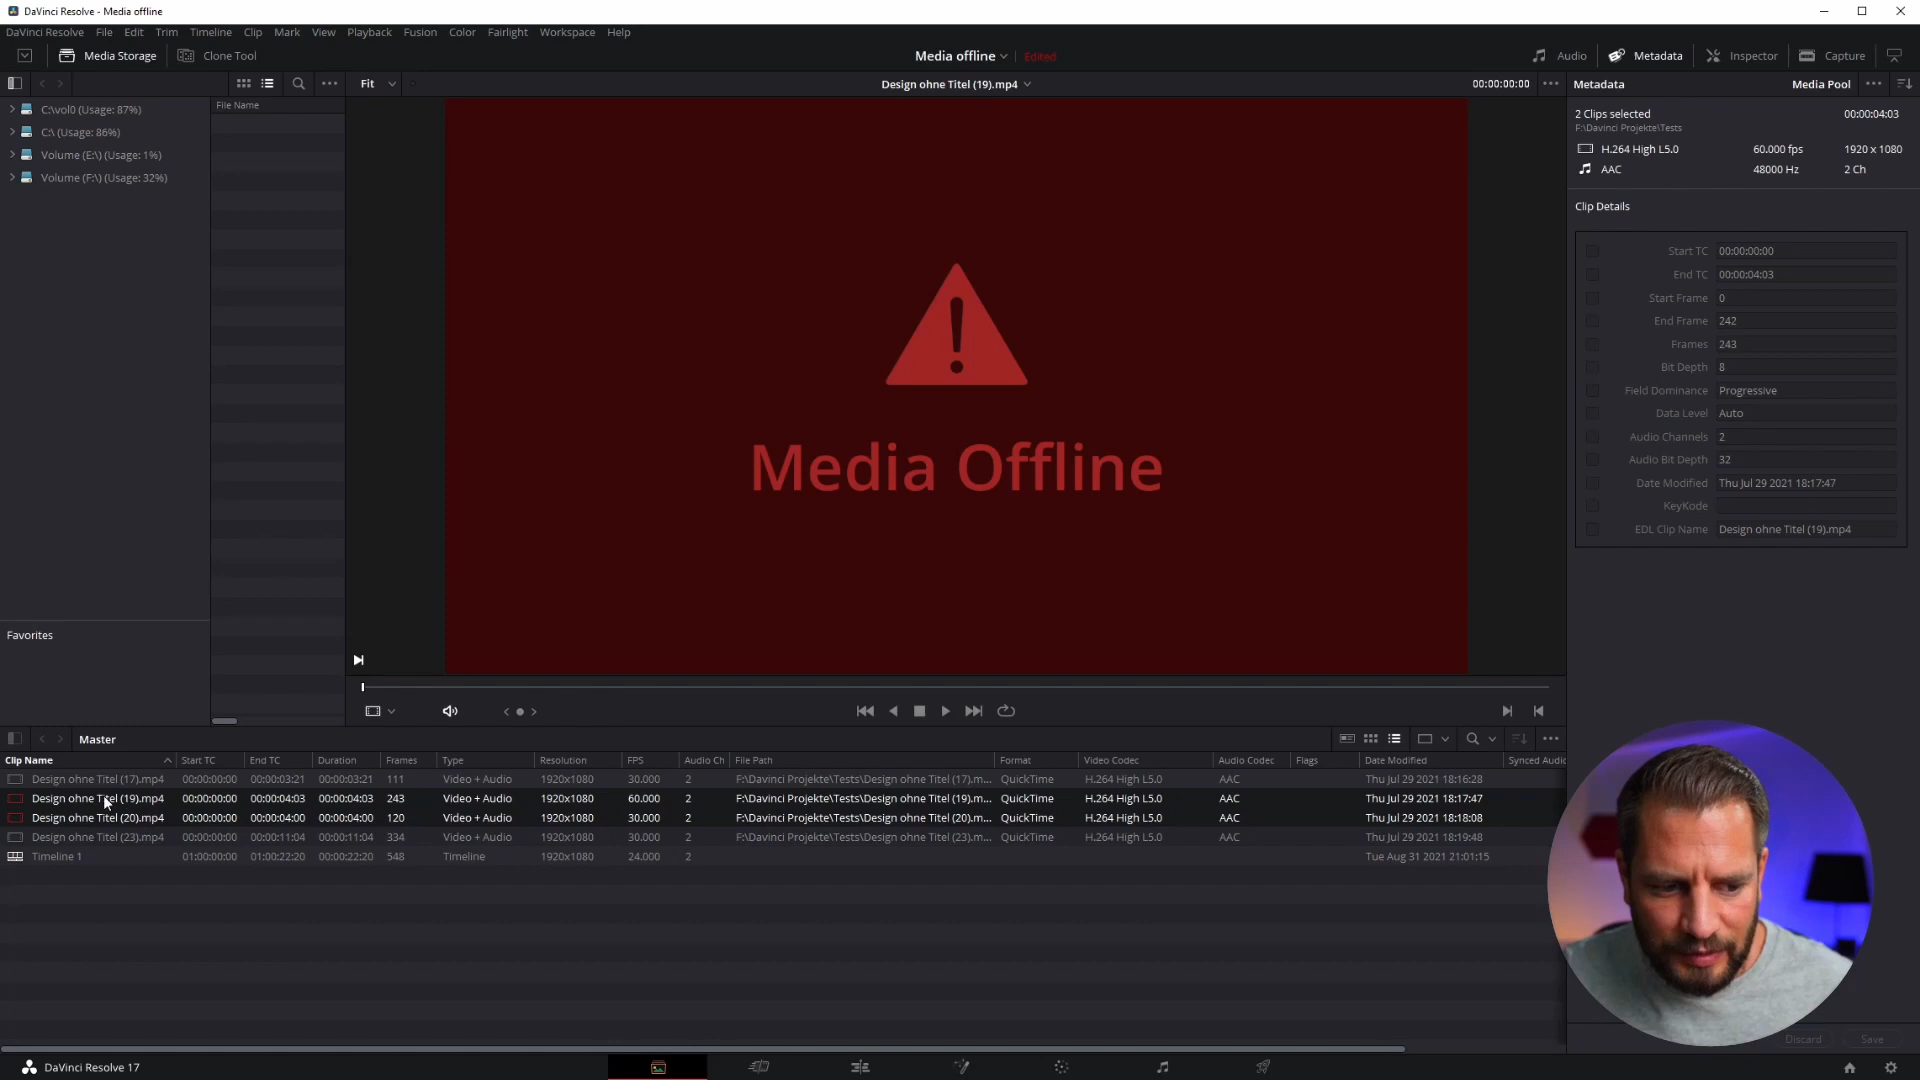 DaVinci Resolve - Media offline
DaVinci Resolve File Edit Trim Timeline Clip Mark View Playback Fusion Color Fairlight Workspace Help
Media Storage Clone Tool Media offline Edited Audio Metadata Inspector Capture
Fit Design ohne Titel (19).mp4 00:00:00:00 Metadata Media Pool
File Name
C:\vol0 (Usage: 87%)
C:\ (Usage: 86%)
Volume (E:\) (Usage: 1%)
Volume (F:\) (Usage: 32%)
Favorites
Media Offline
2 Clips selected 00:00:04:03
F:\Davinci Projekte\Tests
H.264 High L5.0 60.000 fps 1920 x 1080
AAC 48000 Hz 2 Ch
Clip Details
Start TC 00:00:00:00
End TC 00:00:04:03
Start Frame 0
End Frame 242
Frames 243
Bit Depth 8
Field Dominance Progressive
Data Level Auto
Audio Channels 2
Audio Bit Depth 32
Date Modified Thu Jul 29 2021 18:17:47
KeyKode
EDL Clip Name Design ohne Titel (19).mp4
Master
Clip Name Start TC End TC Duration Frames Type Resolution FPS Audio Ch File Path Format Video Codec Audio Codec Flags Date Modified Synced Audio
Design ohne Titel (17).mp4 00:00:00:00 00:00:03:21 00:00:03:21 111 Video + Audio 1920x1080 30.000 2 F:\Davinci Projekte\Tests\Design ohne Titel (17).m... QuickTime H.264 High L5.0 AAC Thu Jul 29 2021 18:16:28
Design ohne Titel (19).mp4 00:00:00:00 00:00:04:03 00:00:04:03 243 Video + Audio 1920x1080 60.000 2 F:\Davinci Projekte\Tests\Design ohne Titel (19).m... QuickTime H.264 High L5.0 AAC Thu Jul 29 2021 18:17:47
Design ohne Titel (20).mp4 00:00:00:00 00:00:04:00 00:00:04:00 120 Video + Audio 1920x1080 30.000 2 F:\Davinci Projekte\Tests\Design ohne Titel (20).m... QuickTime H.264 High L5.0 AAC Thu Jul 29 2021 18:18:08
Design ohne Titel (23).mp4 00:00:00:00 00:00:11:04 00:00:11:04 334 Video + Audio 1920x1080 30.000 2 F:\Davinci Projekte\Tests\Design ohne Titel (23).m... QuickTime H.264 High L5.0 AAC Thu Jul 29 2021 18:19:48
Timeline 1 01:00:00:00 01:00:22:20 00:00:22:20 548 Timeline 1920x1080 24.000 2 Tue Aug 31 2021 21:01:15
Discard Save
DaVinci Resolve 17